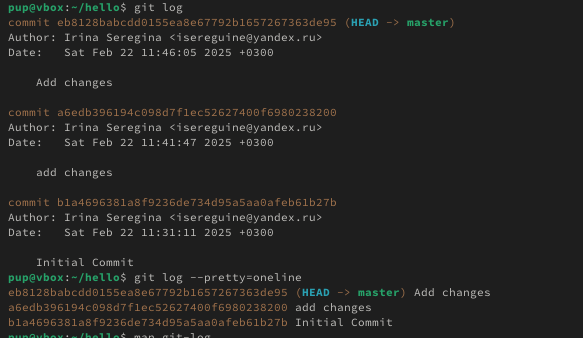 pup@vbox:~/hello$ git log
commit eb8128babcdd0155ea8e67792b1657267363de95 (HEAD -> master)
Author: Irina Seregina <isereguine@yandex.ru>
Date:   Sat Feb 22 11:46:05 2025 +0300
Add changes
commit a6edb396194c098d7f1ec52627400f6980238200
Author: Irina Seregina <isereguine@yandex.ru>
Date:   Sat Feb 22 11:41:47 2025 +0300
add changes
commit b1a4696381a8f9236de734d95a5aa0afeb61b27b
Author: Irina Seregina <isereguine@yandex.ru>
Date:   Sat Feb 22 11:31:11 2025 +0300
Initial Commit
pup@vbox:~/hello$ git log --pretty=oneline
eb8128babcdd0155ea8e67792b1657267363de95 (HEAD -> master) Add changes
a6edb396194c098d7f1ec52627400f6980238200 add changes
b1a4696381a8f9236de734d95a5aa0afeb61b27b Initial Commit
pup@vbox:~/hello$ man git-log